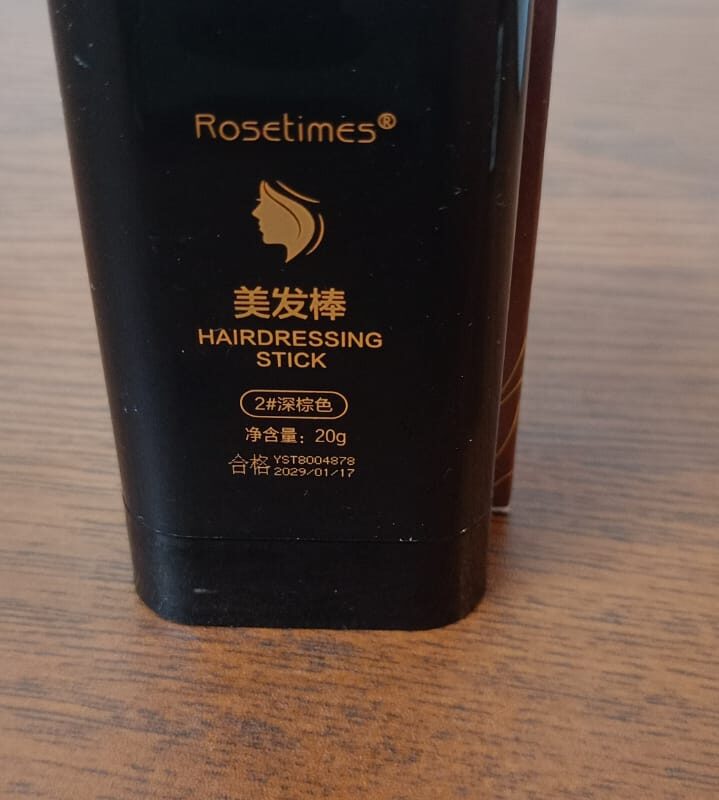 Rosetimes®
美发棒
HAIRDRESSING
STICK
2#深棕色
净含量：20g
合格 YST8004878
2029/01/17